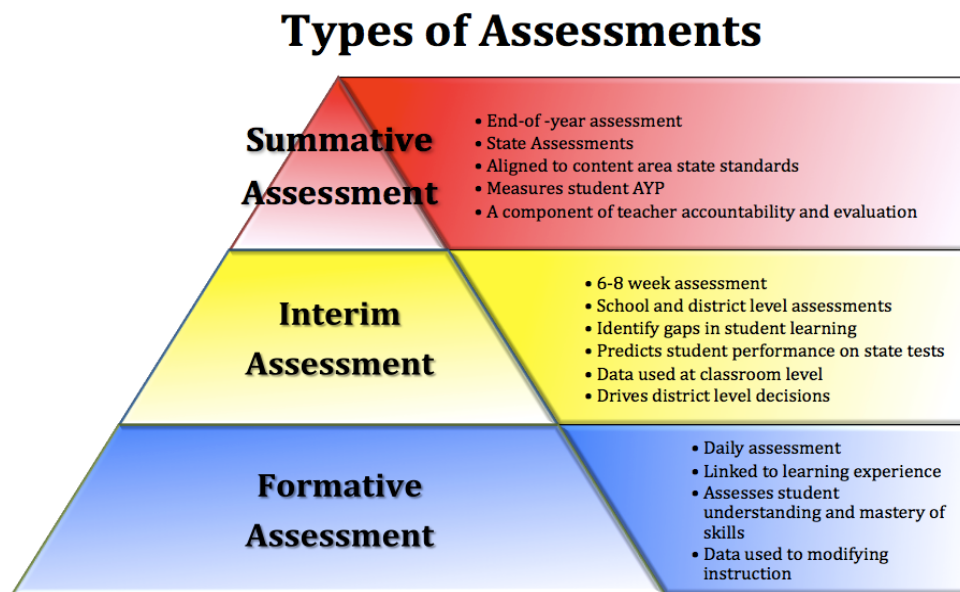 Types of Assessments
Summative
Assessment
• End-of -year assessment
• State Assessments
• Aligned to content area state standards
• Measures student AYP
• A component of teacher accountability and evaluation
Interim
Assessment
• 6-8 week assessment
• School and district level assessments
• Identify gaps in student learning
• Predicts student performance on state tests
• Data used at classroom level
• Drives district level decisions
Formative
Assessment
• Daily assessment
• Linked to learning experience
• Assesses student
understanding and mastery of
skills
• Data used to modifying
instruction